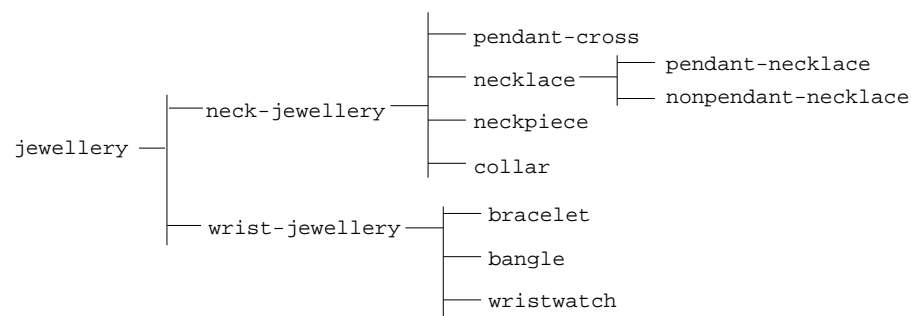 pendant-cross
necklace
pendant-necklace
nonpendant-necklace
neck-jewellery
neckpiece
jewellery
collar
wrist-jewellery
bracelet
bangle
wristwatch